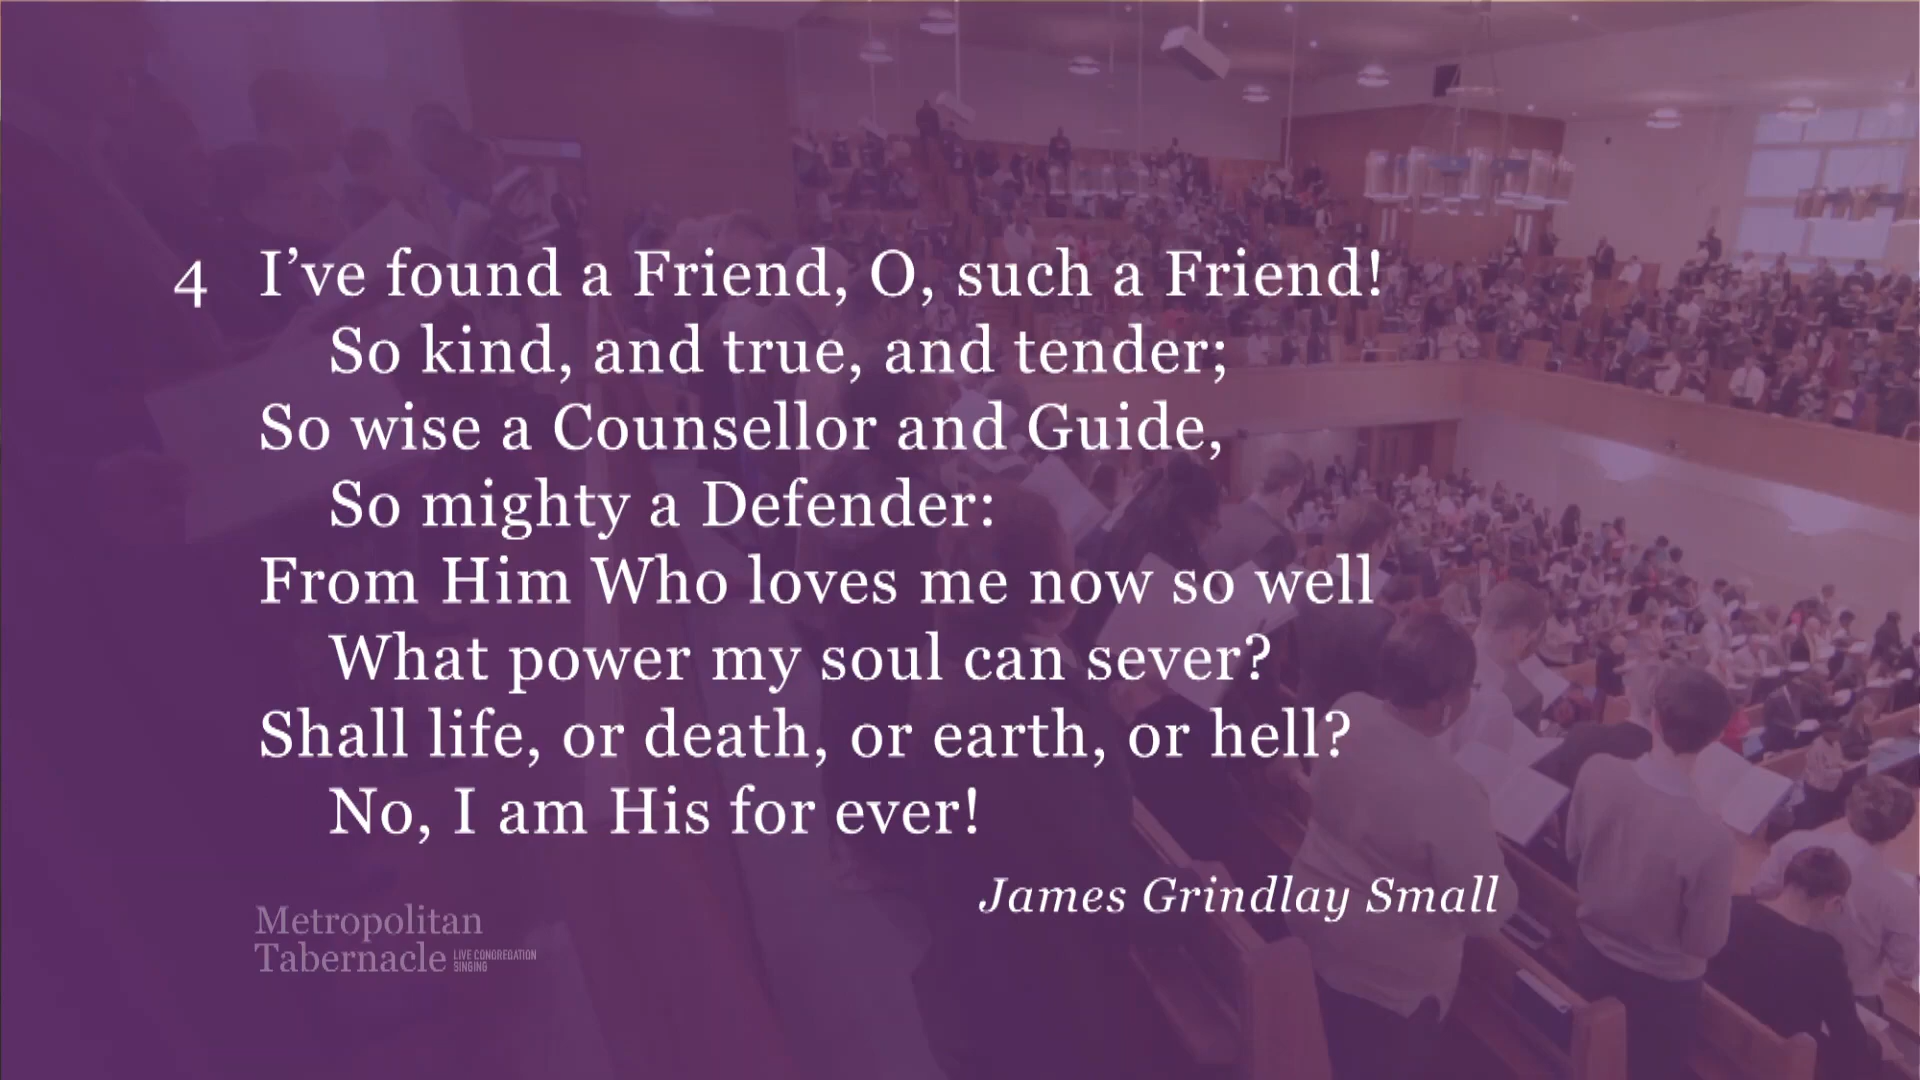 4 I’ve found a Friend, O, such a Friend!
So kind, and true, and tender;
So wise a Counsellor and Guide,
So mighty a Defender:
From Him Who loves me now so well
What power my soul can sever?
Shall life, or death, or earth, or hell?
No, I am His for ever!
James Grindlay Small
Metropolitan
Tabernacle LIVE CONGREGATION
SINGING